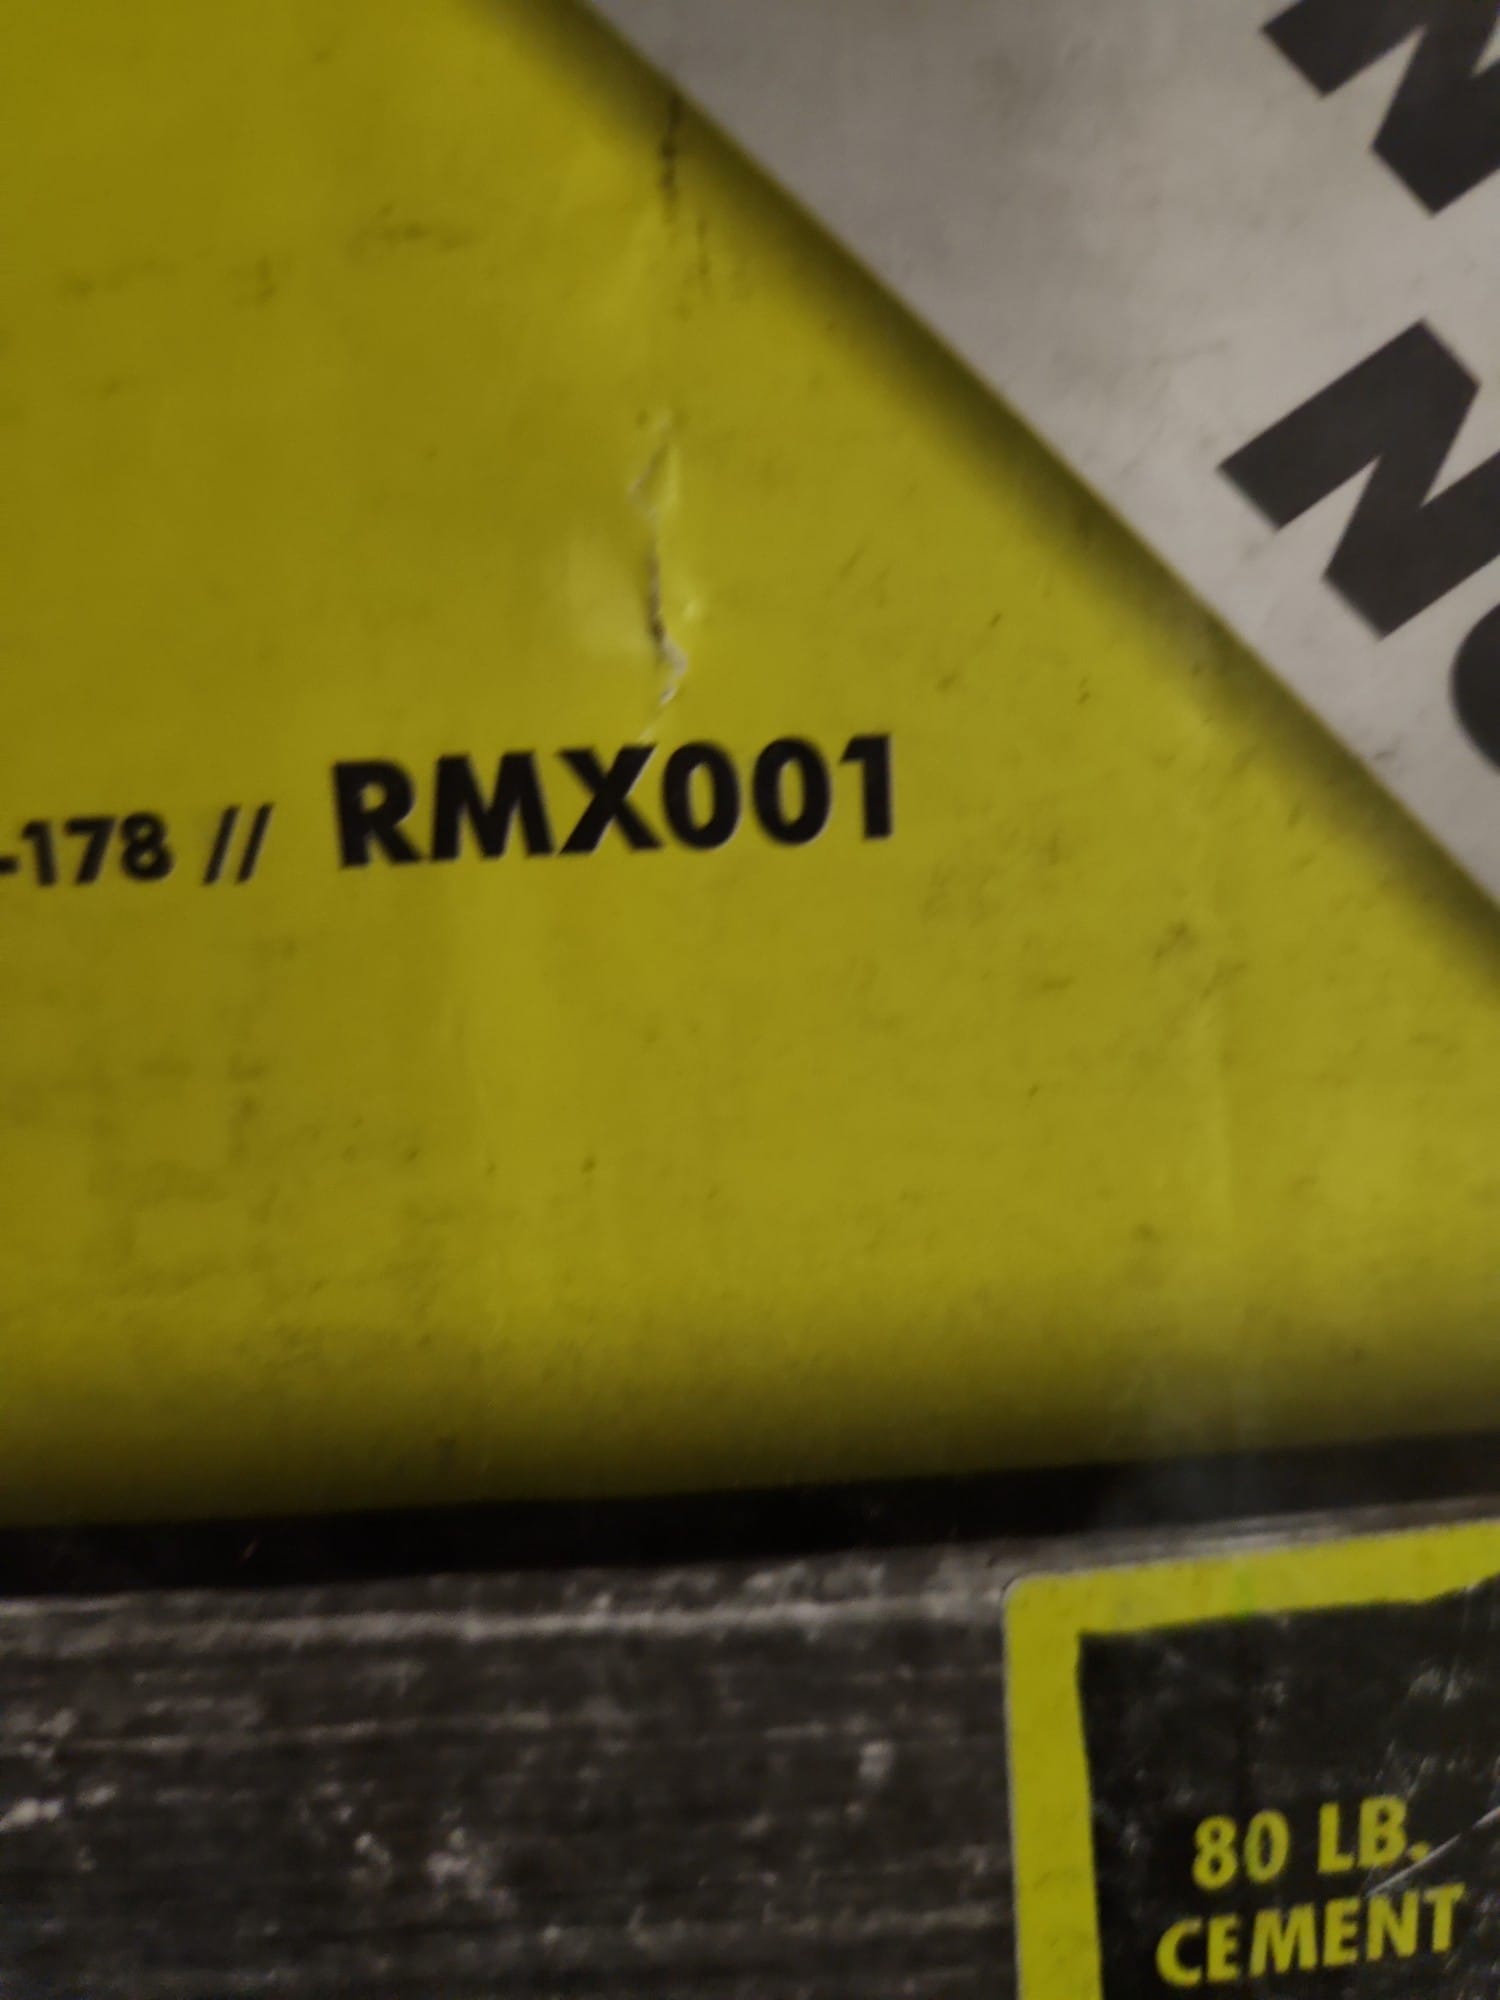 -178 // RMX001
80 LB.
CEMENT